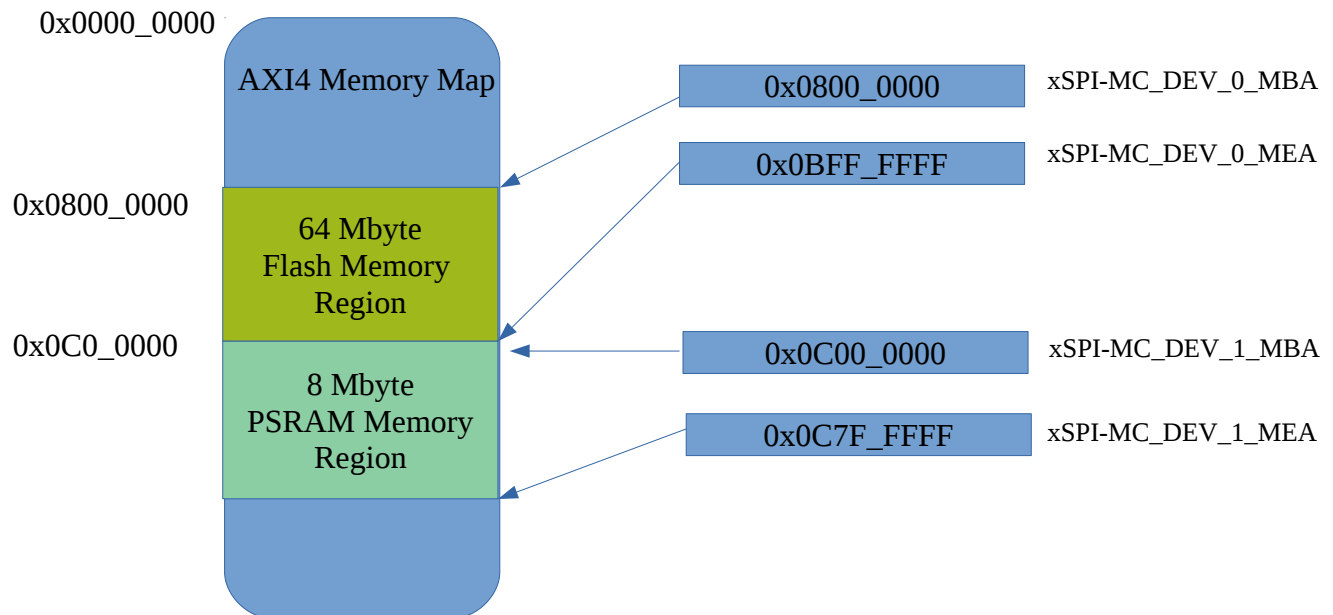 0x0000_0000
AXI4 Memory Map
0x0800_0000
64 Mbyte
Flash Memory
Region
0x0C0_0000
8 Mbyte
PSRAM Memory
Region
0x0800_0000
xSPI-MC_DEV_0_MBA
0x0BFF_FFFF
xSPI-MC_DEV_0_MEA
0x0C00_0000
xSPI-MC_DEV_1_MBA
0x0C7F_FFFF
xSPI-MC_DEV_1_MEA